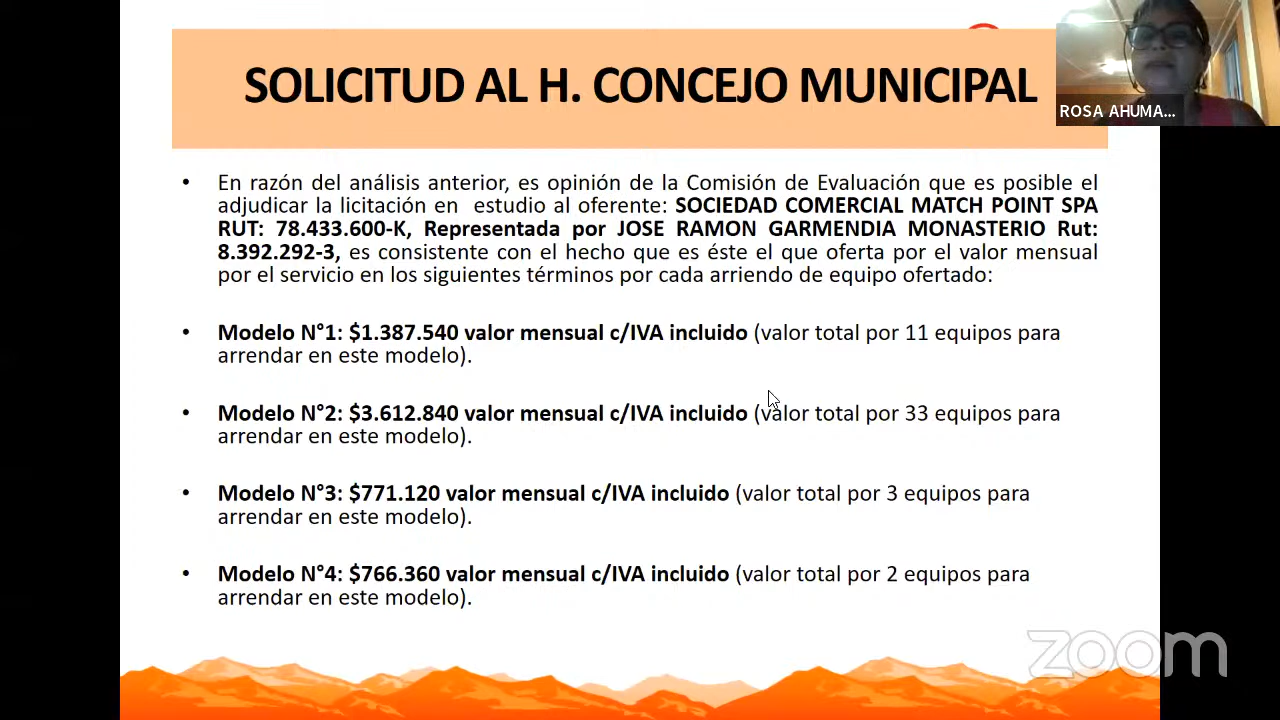 SOLICITUD AL H. CONCEJO MUNICIPAL
ROSA AHUMA...
• En razón del análisis anterior, es opinión de la Comisión de Evaluación que es posible el
adjudicar la licitación en estudio al oferente: SOCIEDAD COMERCIAL MATCH POINT SPA
RUT: 78.433.600-K, Representada por JOSE RAMON GARMENDIA MONASTERIO Rut:
8.392.292-3, es consistente con el hecho que es éste el que oferta por el valor mensual
por el servicio en los siguientes términos por cada arriendo de equipo ofertado:
• Modelo N°1: $1.387.540 valor mensual c/IVA incluido (valor total por 11 equipos para
arrendar en este modelo).
• Modelo N°2: $3.612.840 valor mensual c/IVA incluido (valor total por 33 equipos para
arrendar en este modelo).
• Modelo N°3: $771.120 valor mensual c/IVA incluido (valor total por 3 equipos para
arrendar en este modelo).
• Modelo N°4: $766.360 valor mensual c/IVA incluido (valor total por 2 equipos para
arrendar en este modelo).
zoom